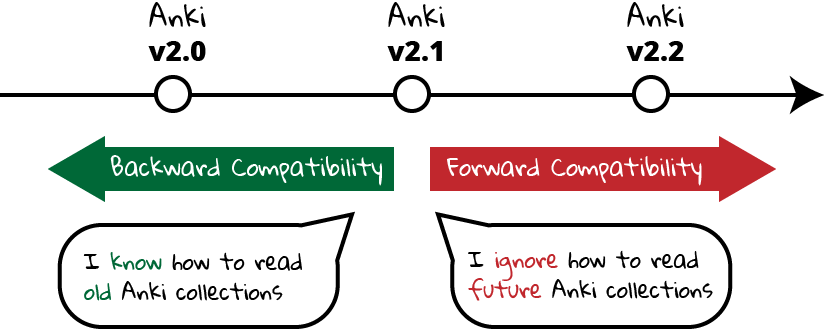 Anki Anki Anki
v2.0 v2.1 v2.2
Backward Compatibility
Forward Compatibility
I know how to read
old Anki collections
I ignore how to read
future Anki collections